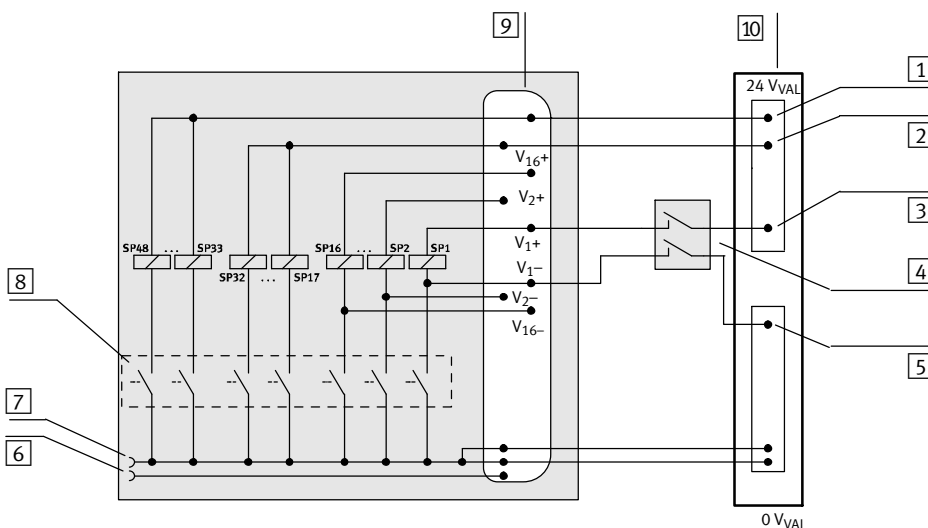 9
10
1
24 VVAL
2
V16+
V2+
3
SP48 ... SP33
SP16 ... SP2 SP1
V1+
V1–
4
8
SP32 ... SP17
V2–
V16–
5
7
6
0 VVAL